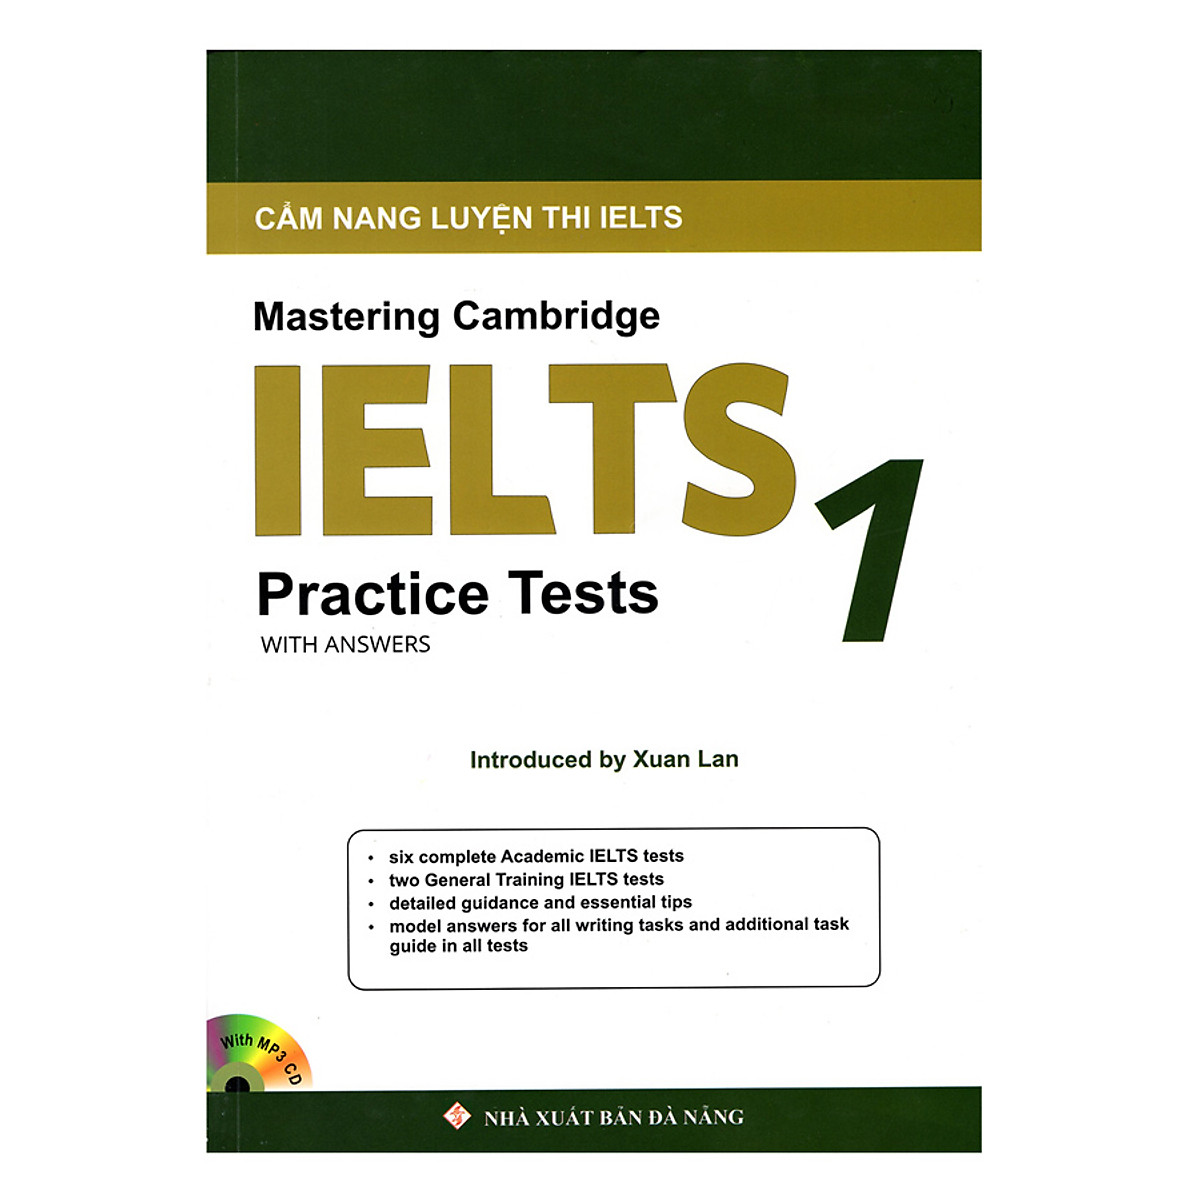 CẨM NANG LUYỆN THI IELTS
Mastering Cambridge
IELTS 1
Practice Tests
WITH ANSWERS
Introduced by Xuan Lan
• six complete Academic IELTS tests
• two General Training IELTS tests
• detailed guidance and essential tips
• model answers for all writing tasks and additional task
guide in all tests
With MP3 CD
NHÀ XUẤT BẢN ĐÀ NẴNG